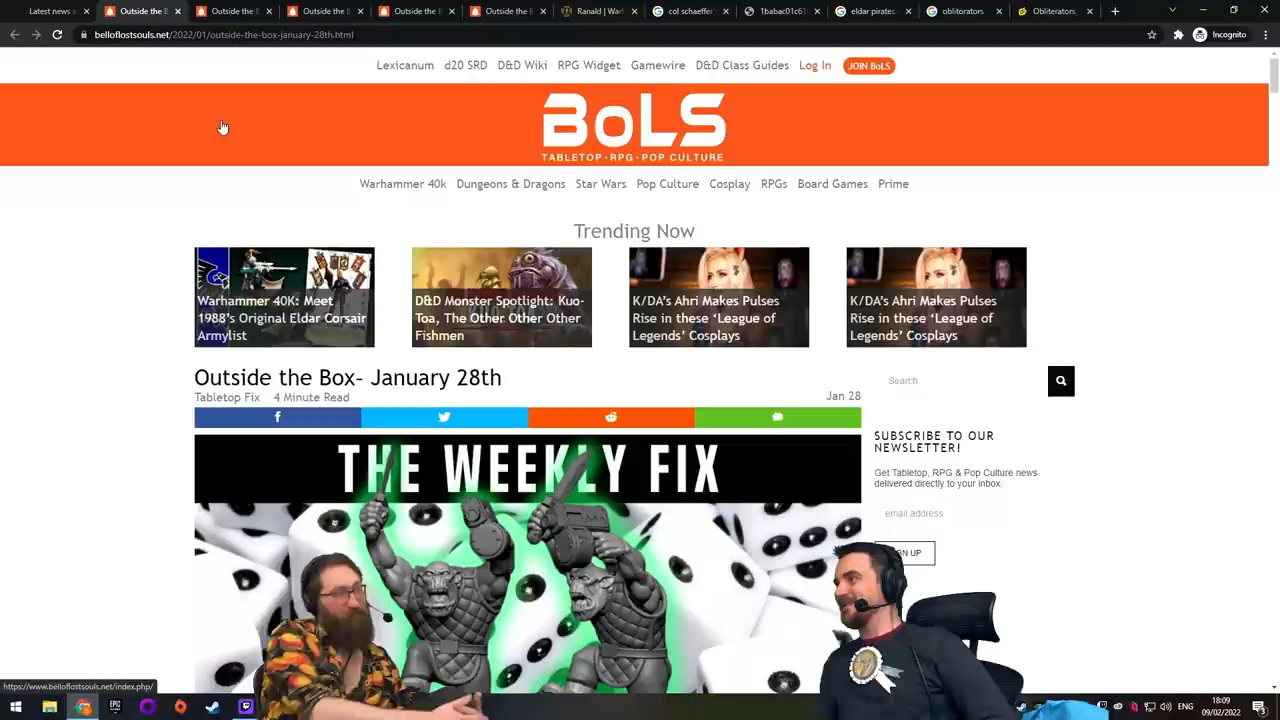 Latest news an
Outside the B
Outside the B
Outside the B
Outside the B
Outside the B
Ranald | War
col schaeffer
1babac01c61
eldar pirates
oblitorators
Obliterators,
Incognito
belloflostsouls.net/2022/01/outside-the-box-january-28th.html
Lexicanum d20 SRD D&D Wiki RPG Widget Gamewire D&D Class Guides Log In JOIN BoLS
BoLS
TABLETOP·RPG·POP CULTURE
Warhammer 40k Dungeons & Dragons Star Wars Pop Culture Cosplay RPGs Board Games Prime
Trending Now
Warhammer 40K: Meet
1988's Original Eldar Corsair
Armylist
D&D Monster Spotlight: Kuo-
Toa, The Other Other Other
Fishmen
K/DA's Ahri Makes Pulses
Rise in these 'League of
Legends' Cosplays
K/DA's Ahri Makes Pulses
Rise in these 'League of
Legends' Cosplays
Outside the Box- January 28th
Tabletop Fix 4 Minute Read Jan 28
THE WEEKLY FIX
Search
SUBSCRIBE TO OUR
NEWSLETTER!
Get Tabletop, RPG & Pop Culture news
delivered directly to your inbox.
email address
GN UP
https://www.belloflostsouls.net/index.php/
EPIC
ENG
18:09
09/02/2022